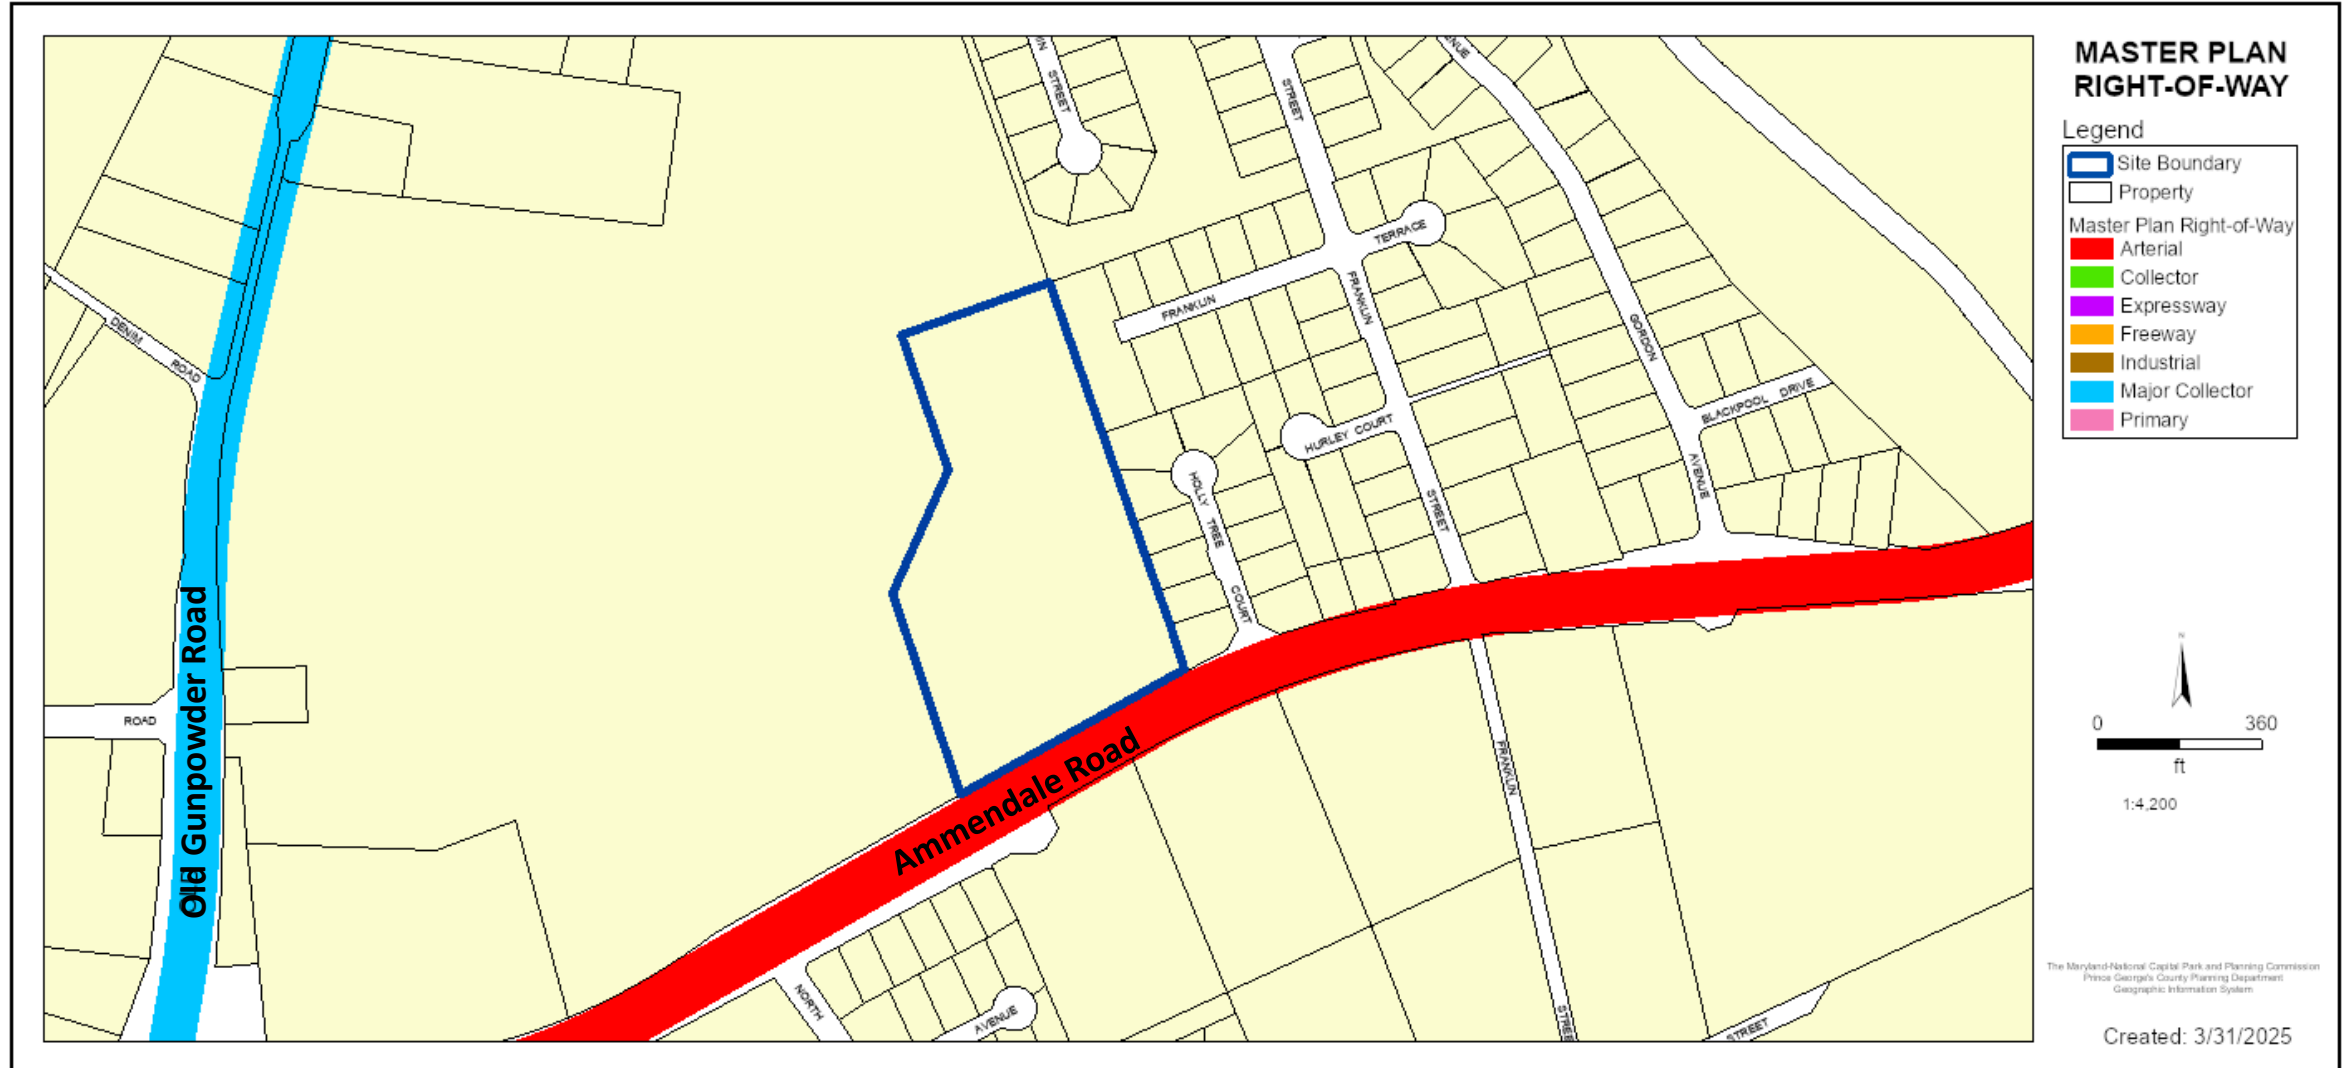 MASTER PLAN
RIGHT-OF-WAY
Legend
Site Boundary
Property
Master Plan Right-of-Way
Arterial
Collector
Expressway
Freeway
Industrial
Major Collector
Primary
N
0 360
ft
1:4,200
The Maryland-National Capital Park and Planning Commission
Prince George's County Planning Department
Geographic Information System
Created: 3/31/2025
STREET
STREET
TERRACE
FRANKLIN
FRANKLIN
GORDON
DENIM ROAD
BLACKPOOL DRIVE
HURLEY COURT
HOLLY TREE COURT
STREET
AVENUE
Old Gunpowder Road
ROAD
Ammendale Road
FRANKLIN
NORTH
AVENUE
STREET